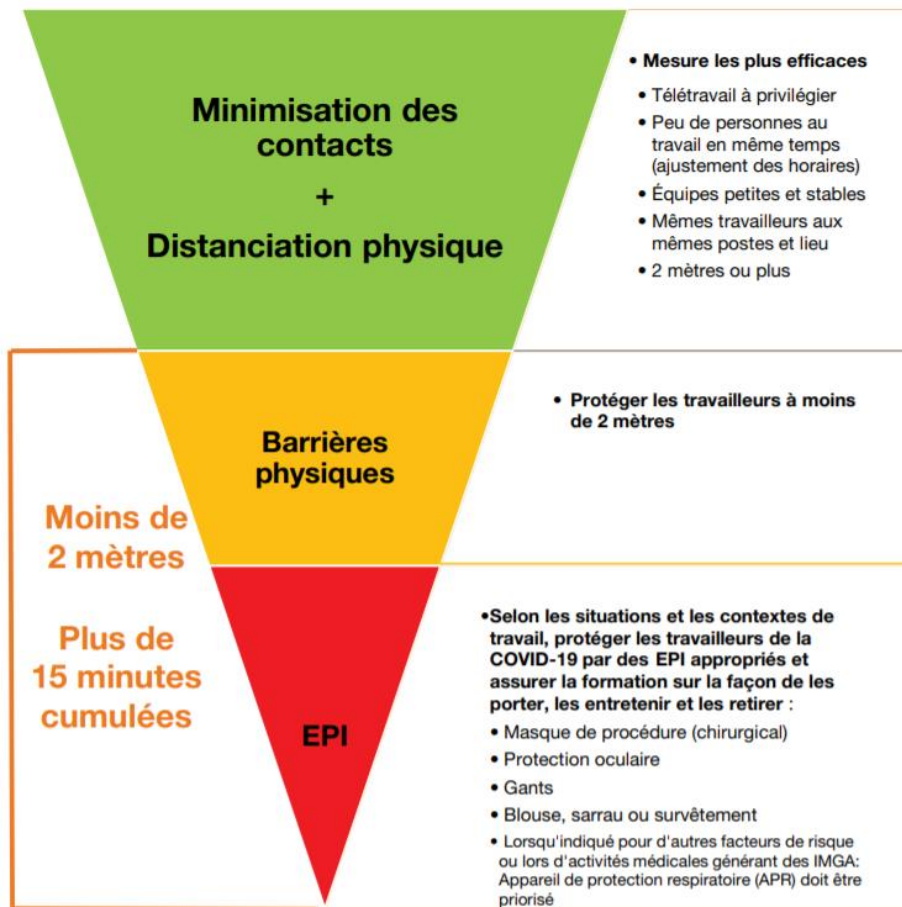 Minimisation des
contacts
+
Distanciation physique
• Mesure les plus efficaces
• Télétravail à privilégier
• Peu de personnes au
travail en même temps
(ajustement des horaires)
• Équipes petites et stables
• Mêmes travailleurs aux
mêmes postes et lieu
• 2 mètres ou plus
Barrières
physiques
• Protéger les travailleurs à moins
de 2 mètres
Moins de
2 mètres
Plus de
15 minutes
cumulées
EPI
•Selon les situations et les contextes de
travail, protéger les travailleurs de la
COVID-19 par des EPI appropriés et
assurer la formation sur la façon de les
porter, les entretenir et les retirer :
• Masque de procédure (chirurgical)
• Protection oculaire
• Gants
• Blouse, sarrau ou survêtement
• Lorsqu'indiqué pour d'autres facteurs de risque
ou lors d'activités médicales générant des IMGA:
Appareil de protection respiratoire (APR) doit être
priorisé